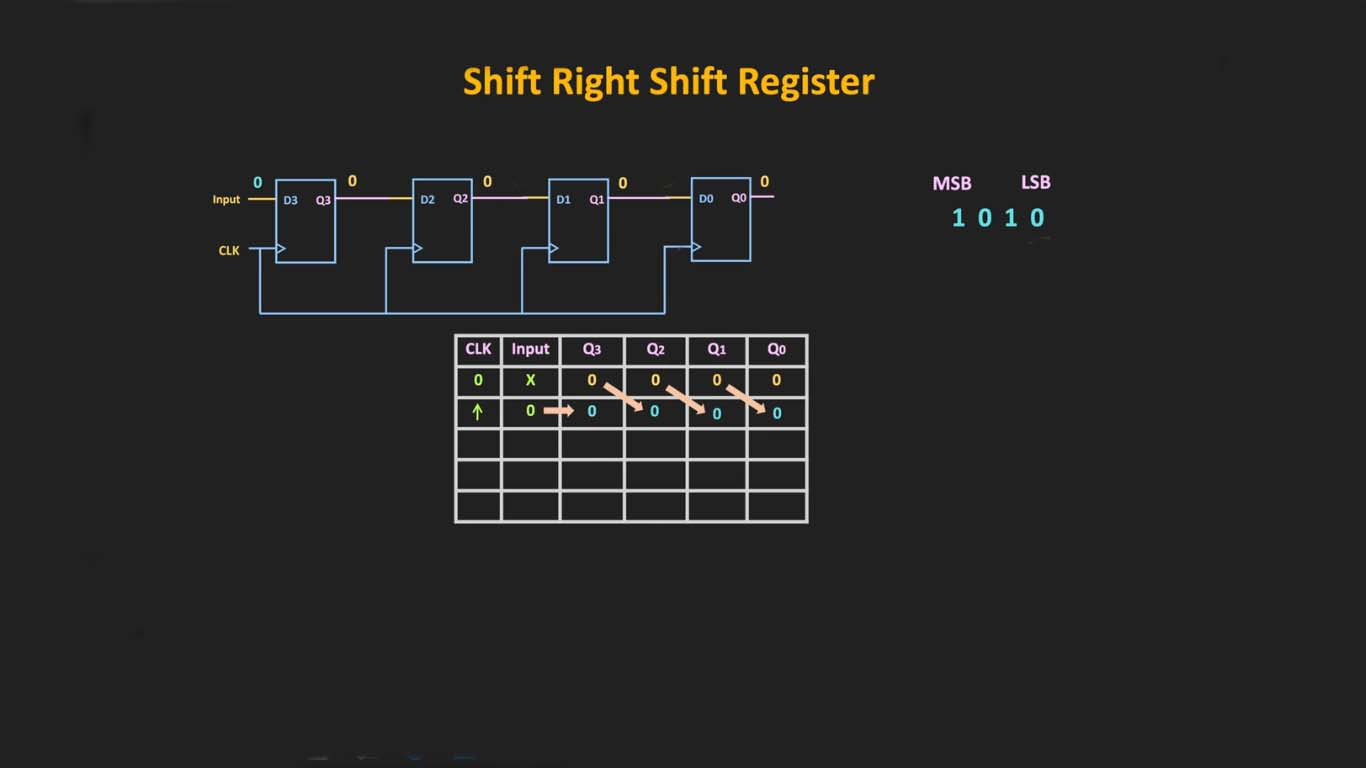 Shift Right Shift Register
0 0 0 0 0
Input D3 Q3 D2 Q2 D1 Q1 D0 Q0
CLK
MSB LSB
1 0 1 0
CLK Input Q3 Q2 Q1 Q0
0 X 0 0 0 0
↑ 0 0 0 0 0